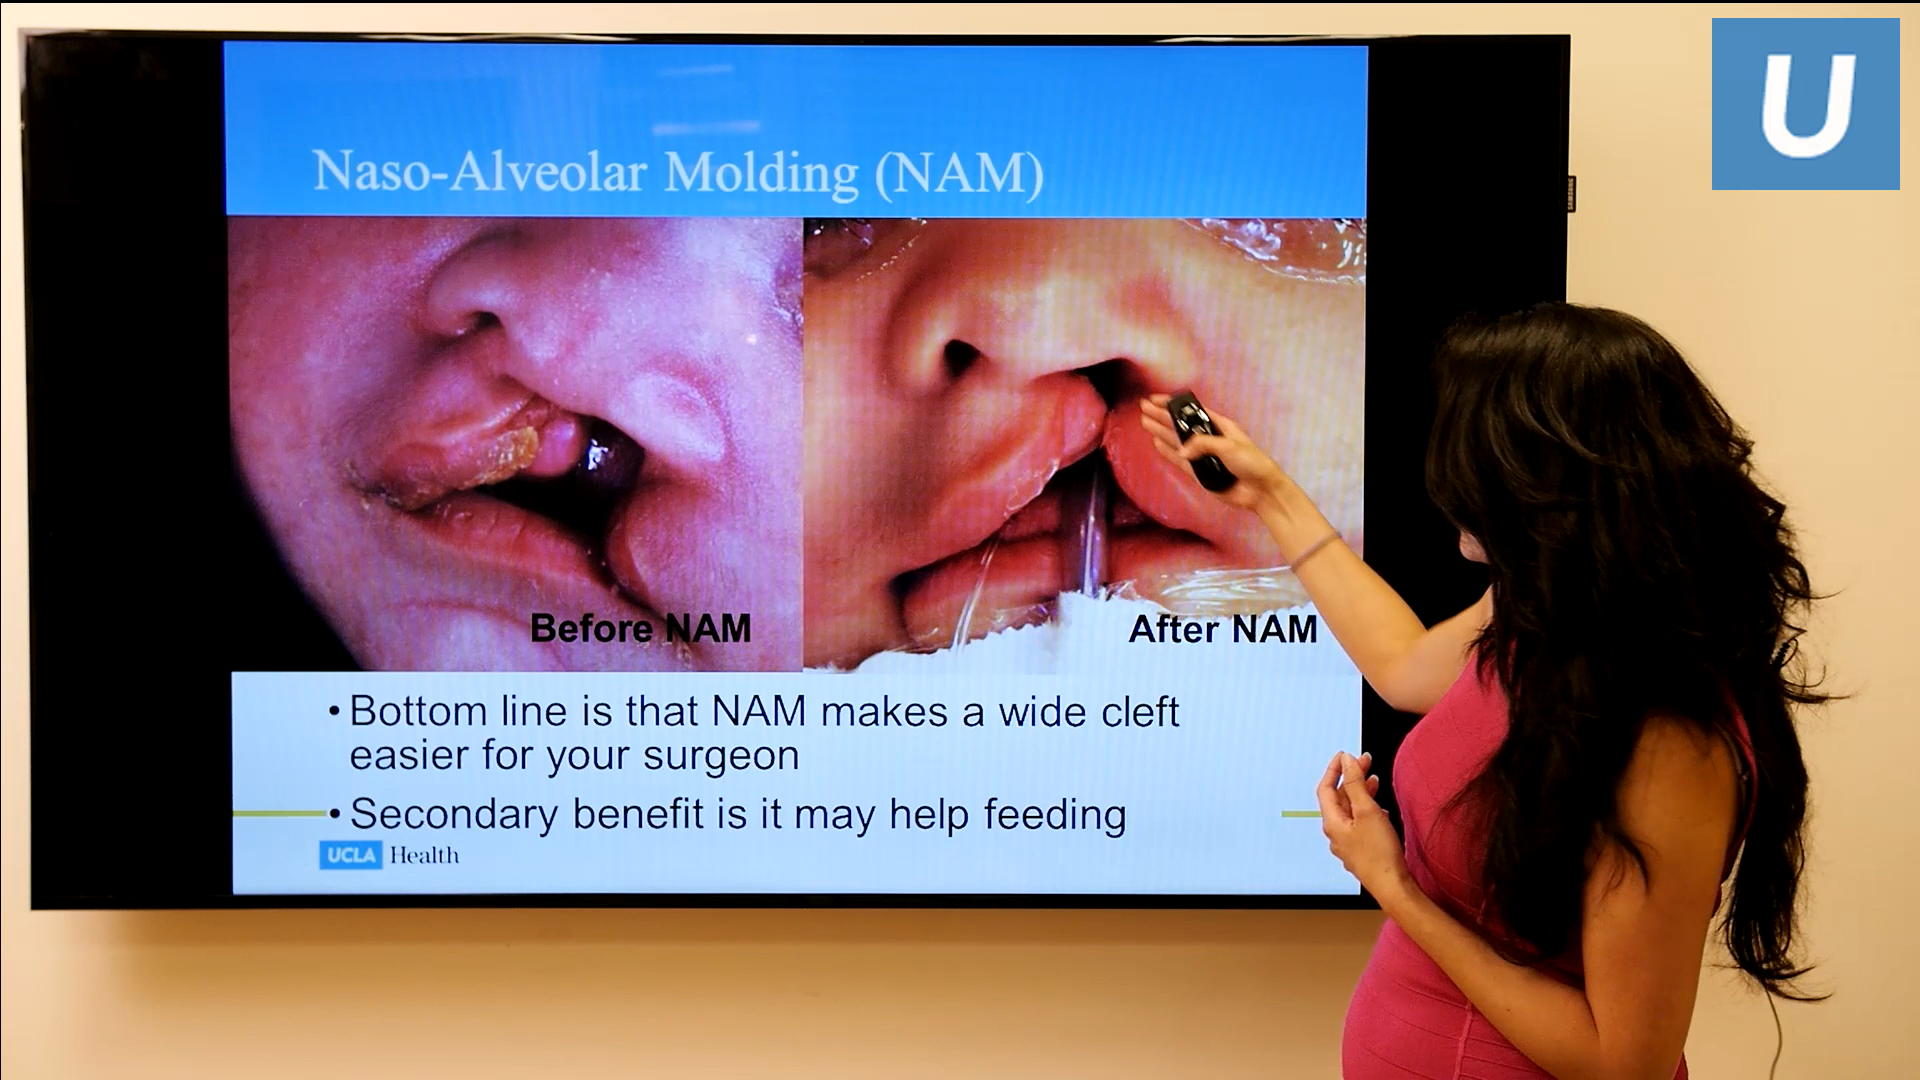 U
Naso-Alveolar Molding (NAM)
Before NAM
After NAM
• Bottom line is that NAM makes a wide cleft
easier for your surgeon
• Secondary benefit is it may help feeding
UCLA Health
SAMSUNG